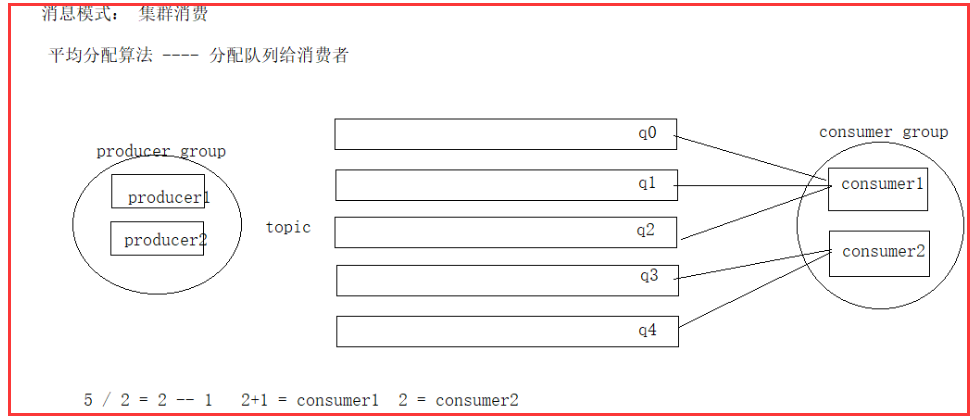 消息模式： 集群消费
平均分配算法 ---- 分配队列给消费者
producer group
producer1
producer2
topic
q0
q1
q2
q3
q4
consumer group
consumer1
consumer2
5 / 2 = 2 -- 1 2+1 = consumer1 2 = consumer2